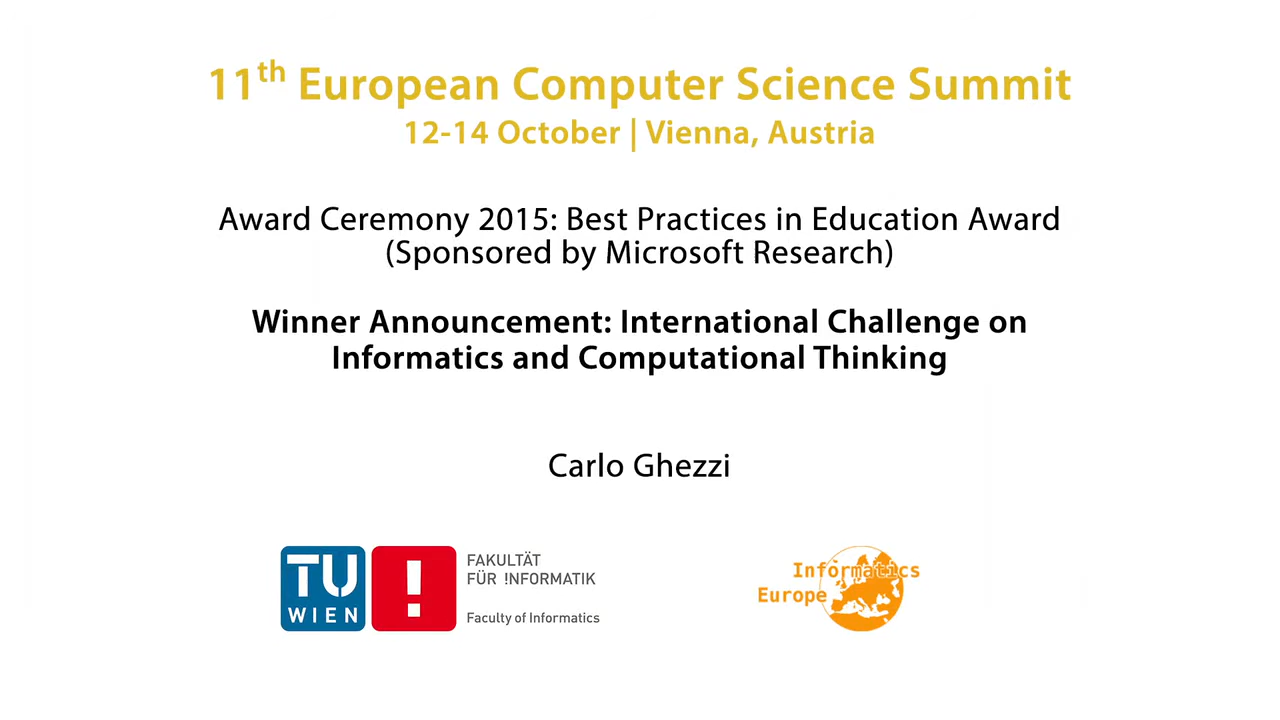 11th European Computer Science Summit
12-14 October | Vienna, Austria
Award Ceremony 2015: Best Practices in Education Award
(Sponsored by Microsoft Research)
Winner Announcement: International Challenge on
Informatics and Computational Thinking
Carlo Ghezzi
TU
WIEN
!
FAKULTÄT
FÜR !NFORMATIK
Faculty of Informatics
Informatics
Europe